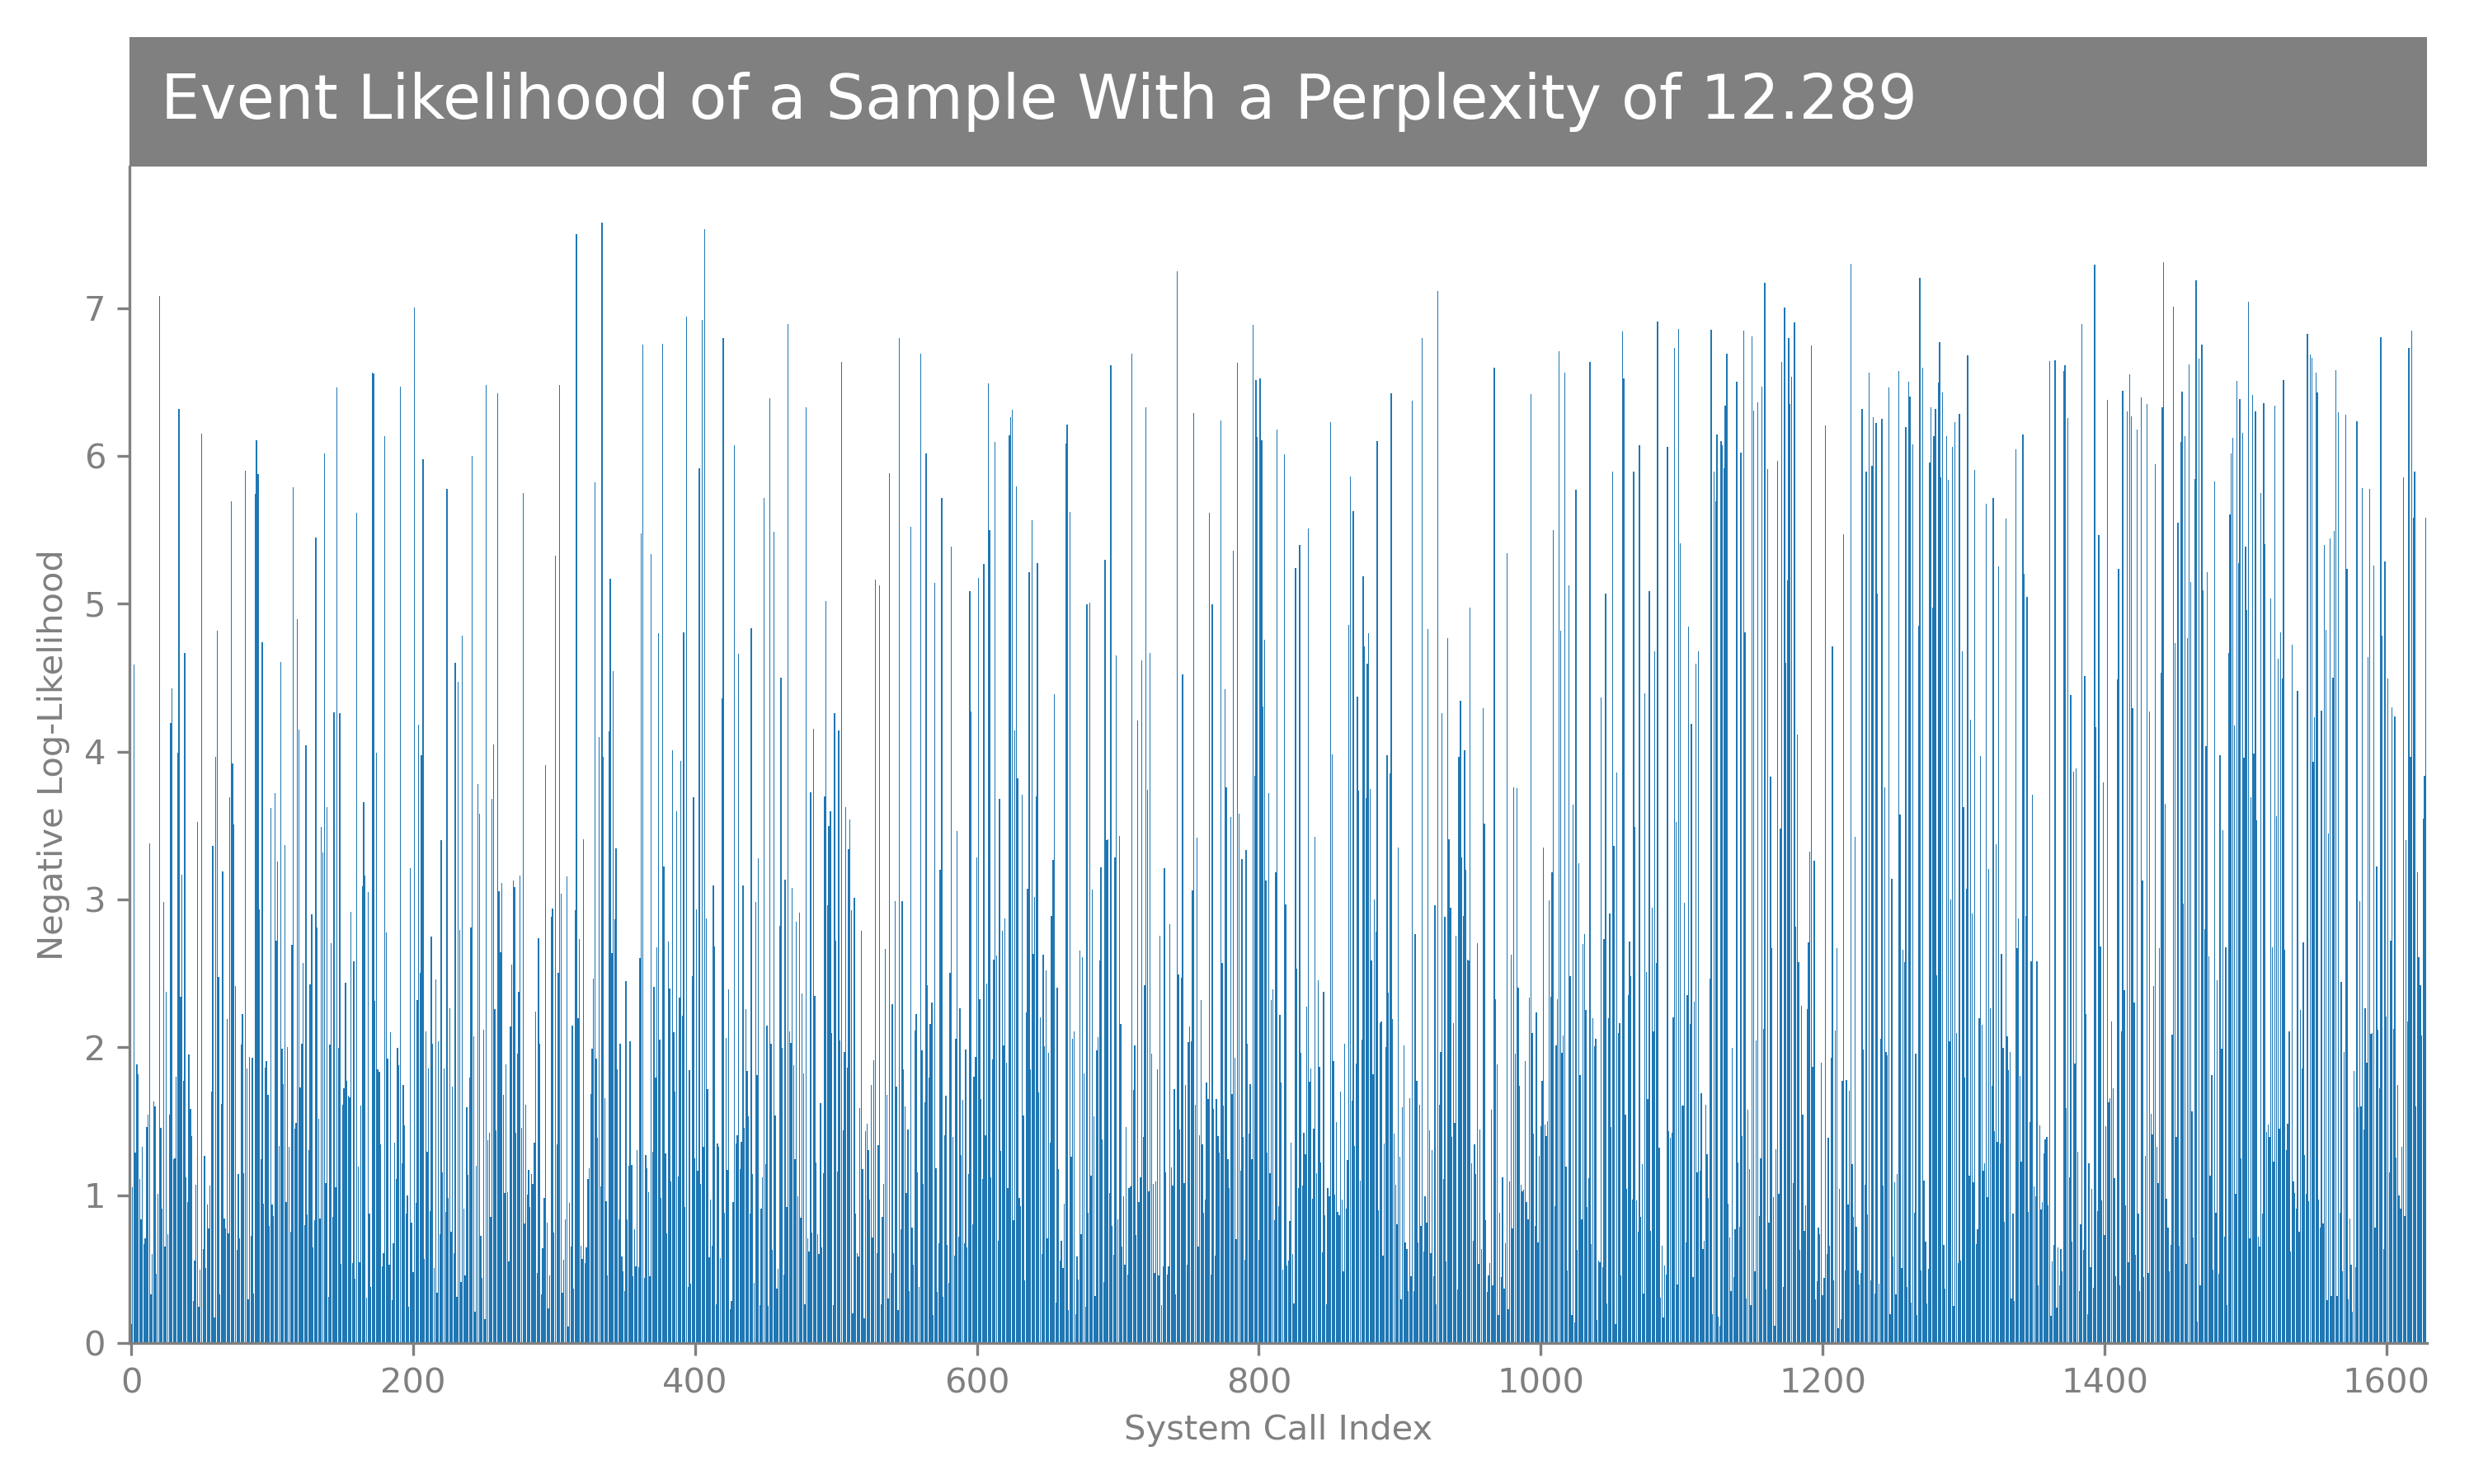 Event Likelihood of a Sample With a Perplexity of 12.289
Negative Log-Likelihood
7
6
5
4
3
2
1
0
0 200 400 600 800 1000 1200 1400 1600
System Call Index